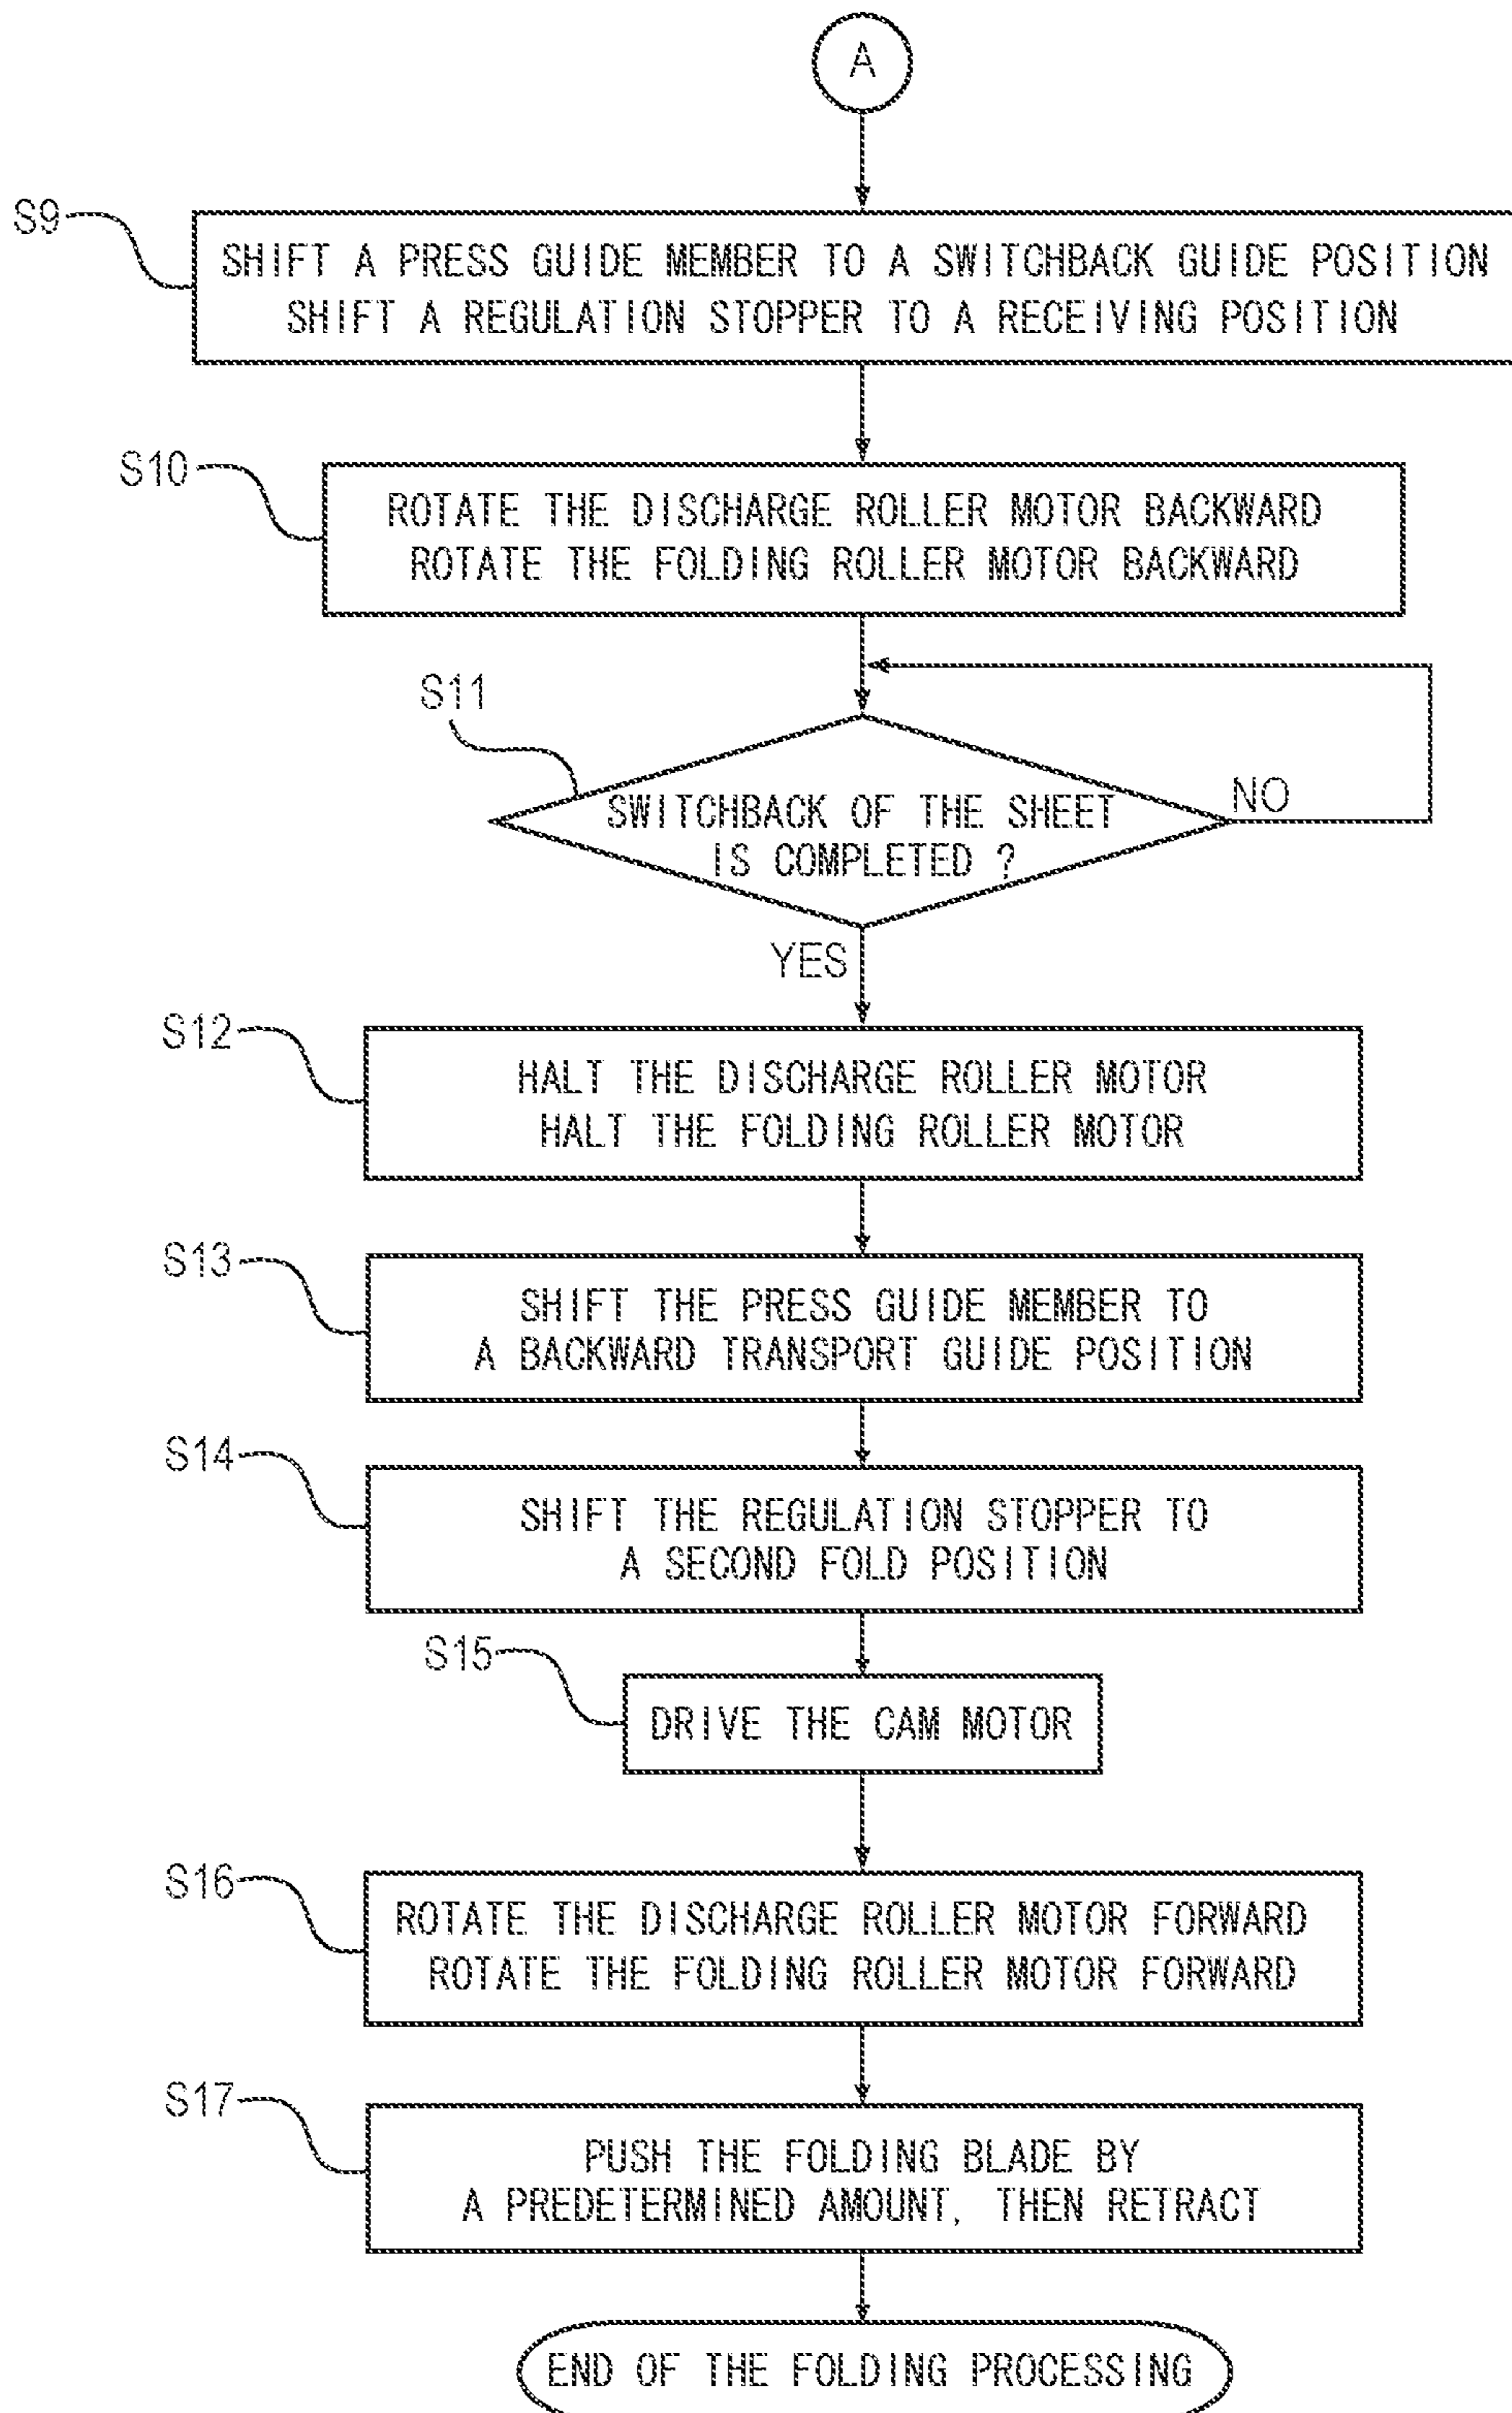 A
S9
SHIFT A PRESS GUIDE MEMBER TO A SWITCHBACK GUIDE POSITION
SHIFT A REGULATION STOPPER TO A RECEIVING POSITION
S10
ROTATE THE DISCHARGE ROLLER MOTOR BACKWARD
ROTATE THE FOLDING ROLLER MOTOR BACKWARD
S11
SWITCHBACK OF THE SHEET
IS COMPLETED ?
NO
YES
S12
HALT THE DISCHARGE ROLLER MOTOR
HALT THE FOLDING ROLLER MOTOR
S13
SHIFT THE PRESS GUIDE MEMBER TO
A BACKWARD TRANSPORT GUIDE POSITION
S14
SHIFT THE REGULATION STOPPER TO
A SECOND FOLD POSITION
S15
DRIVE THE CAM MOTOR
S16
ROTATE THE DISCHARGE ROLLER MOTOR FORWARD
ROTATE THE FOLDING ROLLER MOTOR FORWARD
S17
PUSH THE FOLDING BLADE BY
A PREDETERMINED AMOUNT, THEN RETRACT
END OF THE FOLDING PROCESSING